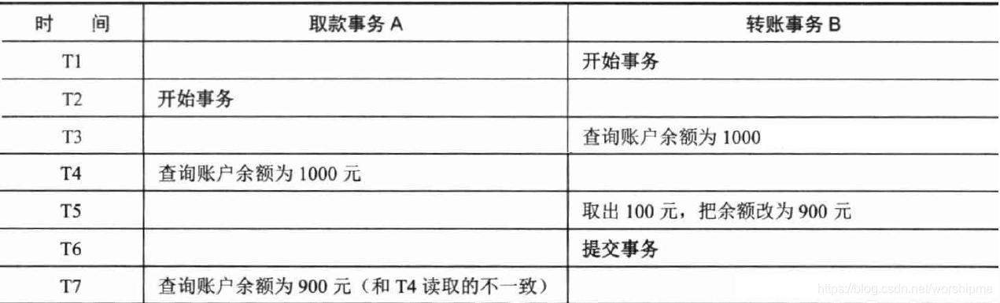 时 间 取款事务 A 转账事务 B
T1 开始事务
T2 开始事务
T3 查询账户余额为 1000
T4 查询账户余额为 1000 元
T5 取出 100 元，把余额改为 900 元
T6 提交事务
T7 查询账户余额为 900 元（和 T4 读取的不一致）
https://blog.csdn.net/worshipme